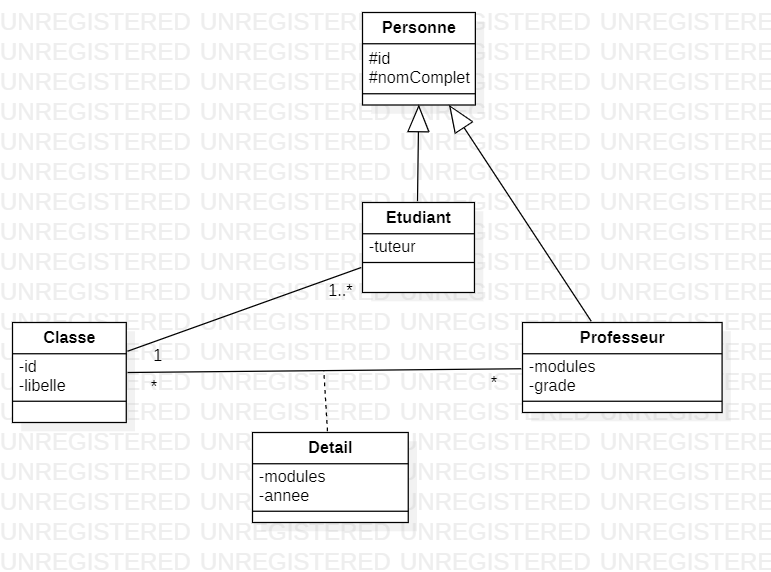 Personne
#id
#nomComplet
Etudiant
-tuteur
1..*
Classe
-id
-libelle
1
*
*
Professeur
-modules
-grade
Detail
-modules
-annee
UNREGISTERED UNREGISTERED UNREGISTERED UNREGISTERED